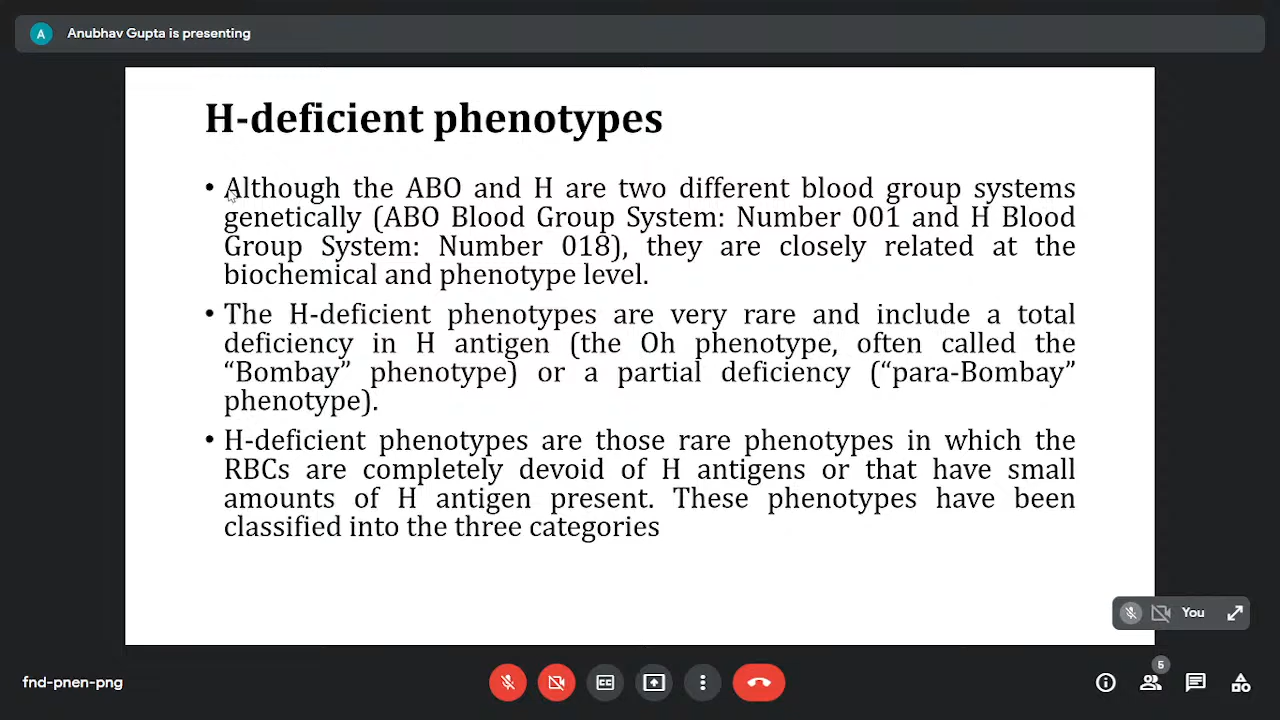 A Anubhav Gupta is presenting
H-deficient phenotypes
• Although the ABO and H are two different blood group systems
genetically (ABO Blood Group System: Number 001 and H Blood
Group System: Number 018), they are closely related at the
biochemical and phenotype level.
• The H-deficient phenotypes are very rare and include a total
deficiency in H antigen (the Oh phenotype, often called the
“Bombay” phenotype) or a partial deficiency (“para-Bombay”
phenotype).
• H-deficient phenotypes are those rare phenotypes in which the
RBCs are completely devoid of H antigens or that have small
amounts of H antigen present. These phenotypes have been
classified into the three categories
You
fnd-pnen-png
CC
5